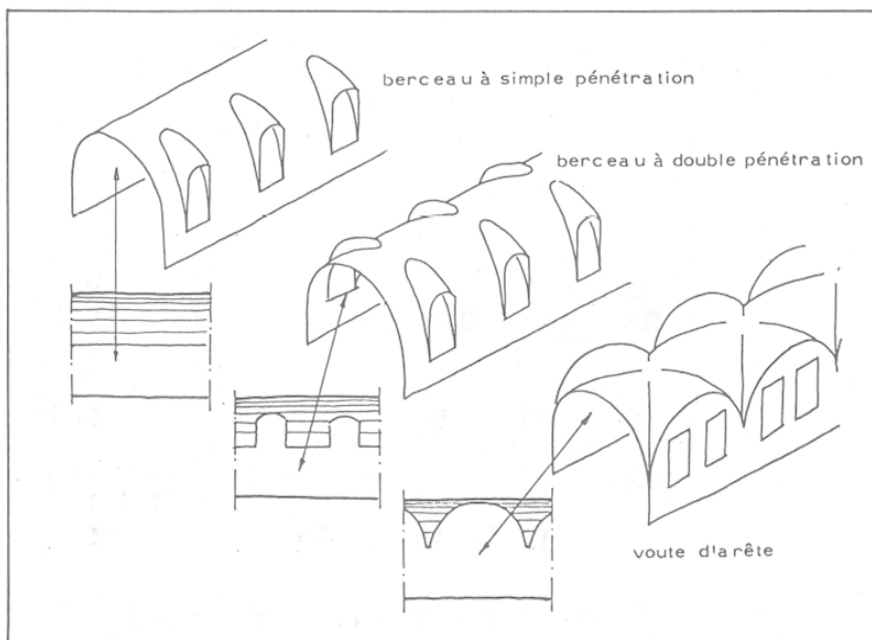 berceau à simple pénétration
berceau à double pénétration
voute d'arête